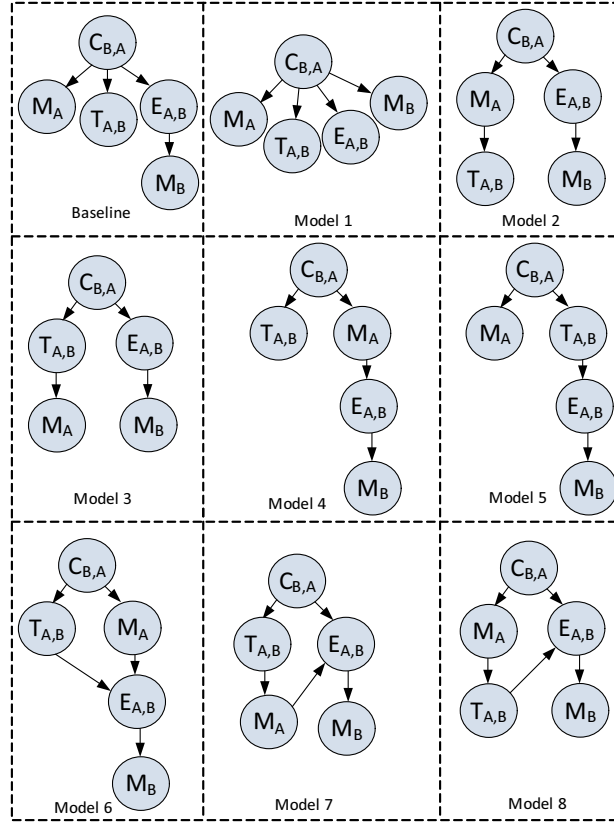 C_B,A
M_A
T_A,B
E_A,B
M_B
Baseline
C_B,A
M_A
T_A,B
E_A,B
M_B
Model 1
C_B,A
M_A
E_A,B
T_A,B
M_B
Model 2
C_B,A
T_A,B
E_A,B
M_A
M_B
Model 3
C_B,A
T_A,B
M_A
E_A,B
M_B
Model 4
C_B,A
M_A
T_A,B
E_A,B
M_B
Model 5
C_B,A
T_A,B
M_A
E_A,B
M_B
Model 6
C_B,A
T_A,B
E_A,B
M_A
M_B
Model 7
C_B,A
M_A
E_A,B
T_A,B
M_B
Model 8